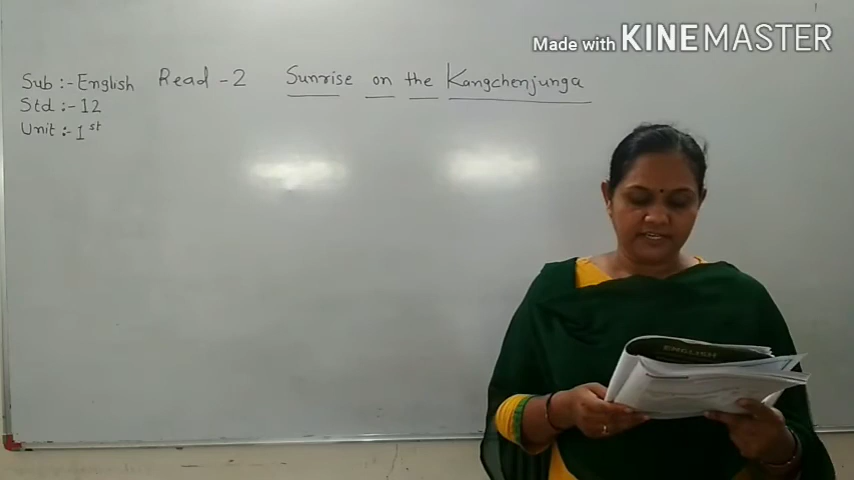 Made with KINEMASTER
Sub :- English Read - 2 Sunrise on the Kangchenjunga
Std :- 12
Unit :- 1st
ENGLISH